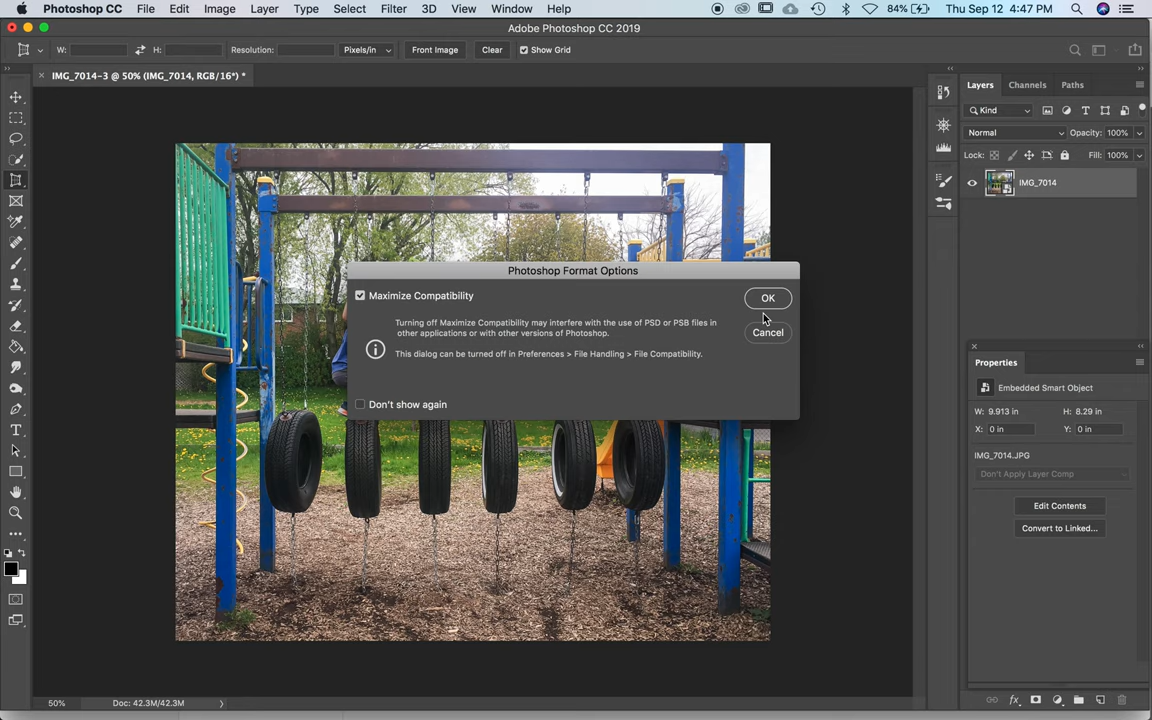 Photoshop CC File Edit Image Layer Type Select Filter 3D View Window Help 84% Thu Sep 12 4:47 PM
Adobe Photoshop CC 2019
W: H: Resolution: Pixels/in Front Image Clear Show Grid
IMG_7014-3 @ 50% (IMG_7014, RGB/16*) *
Layers Channels Paths
Kind
Normal Opacity: 100%
Lock: Fill: 100%
IMG_7014
Photoshop Format Options
Maximize Compatibility
OK
Turning off Maximize Compatibility may interfere with the use of PSD or PSB files in
other applications or with other versions of Photoshop.
Cancel
This dialog can be turned off in Preferences > File Handling > File Compatibility.
Don't show again
Properties
Embedded Smart Object
W: 9.913 in H: 8.29 in
X: 0 in Y: 0 in
IMG_7014.JPG
Don't Apply Layer Comp
Edit Contents
Convert to Linked...
50% Doc: 42.3M/42.3M